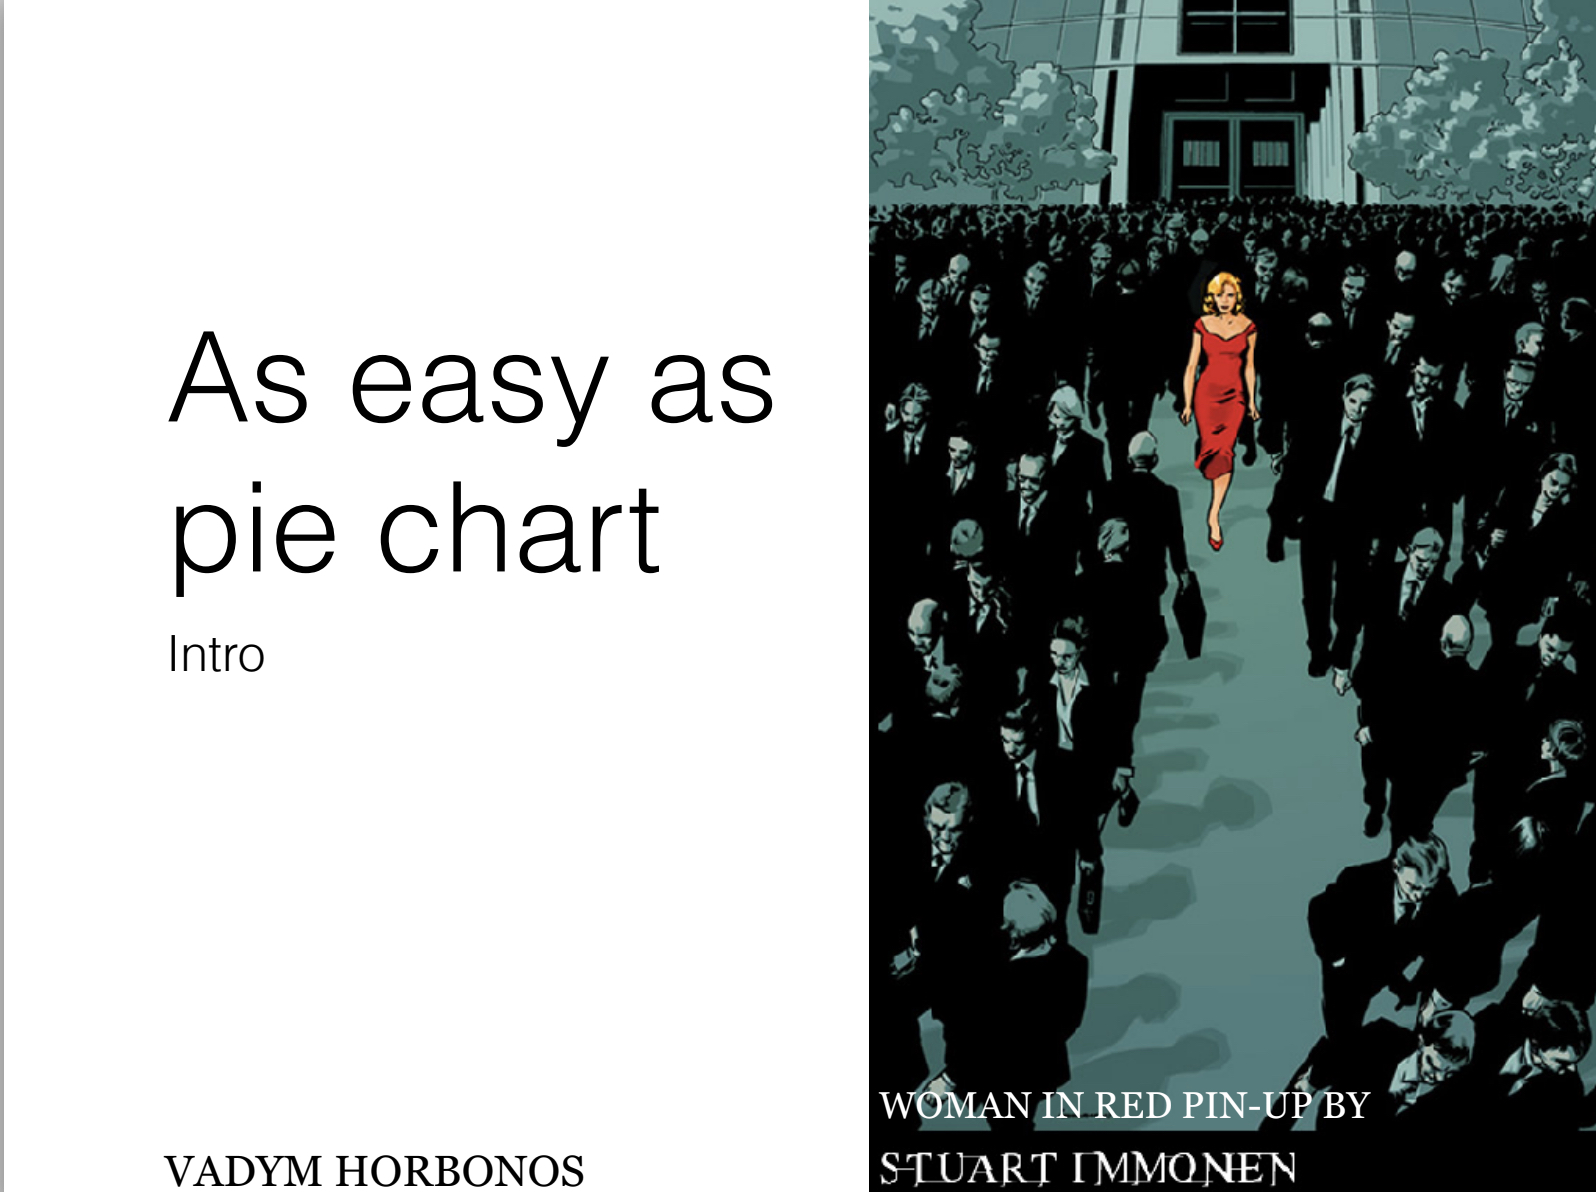 As easy as
pie chart
Intro
VADYM HORBONOS
WOMAN IN RED PIN-UP BY
STUART IMMONEN